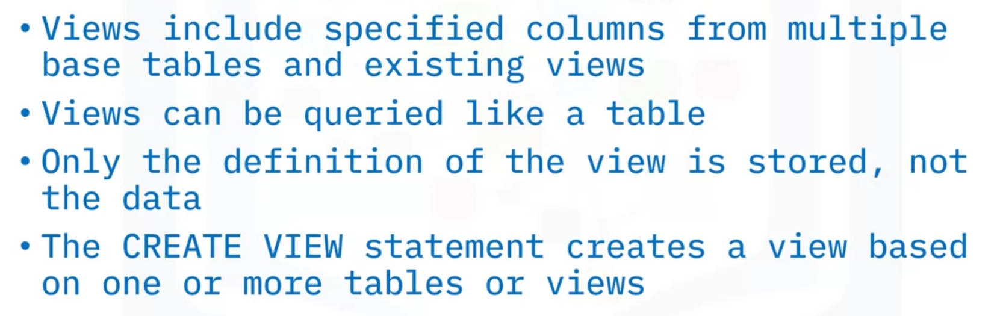 • Views include specified columns from multiple
base tables and existing views
• Views can be queried like a table
• Only the definition of the view is stored, not
the data
• The CREATE VIEW statement creates a view based
on one or more tables or views